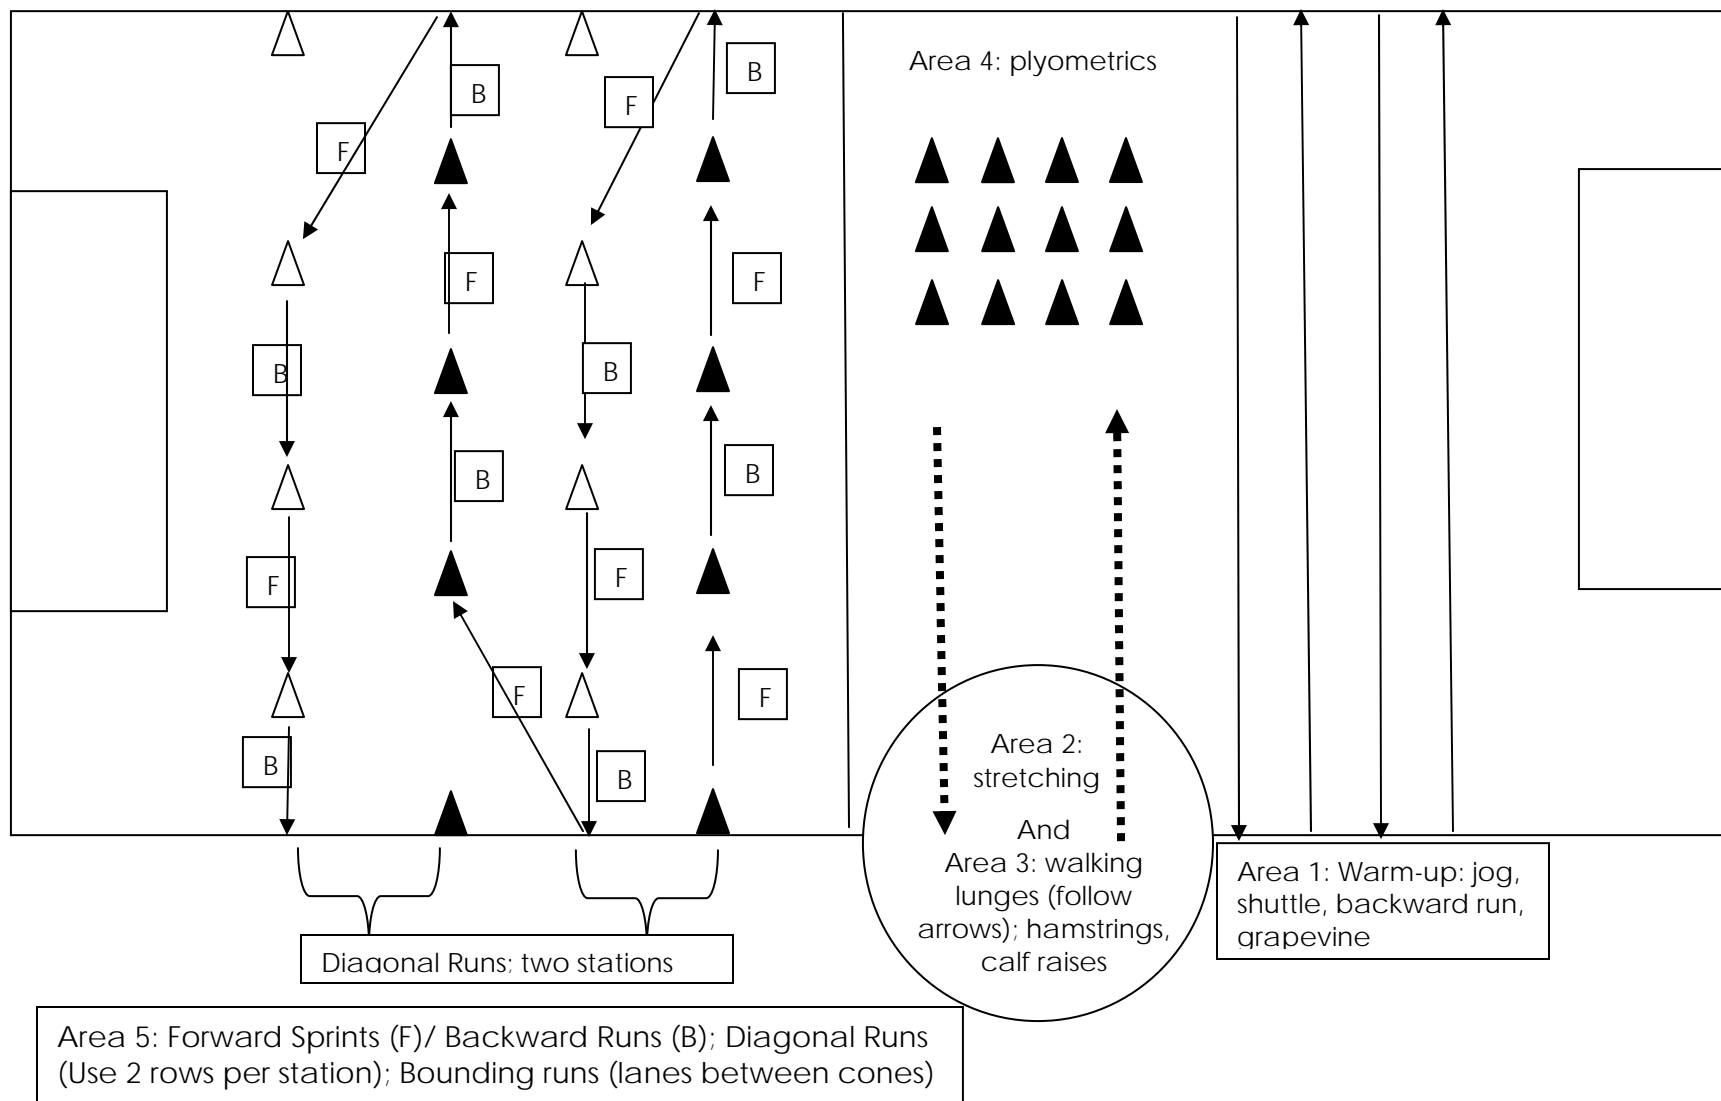 B
F
B
F
Area 4: plyometrics
F
F
B
B
B
B
F
F
F
F
B
B
Area 2:
stretching
And
Area 3: walking
lunges (follow
arrows); hamstrings,
calf raises
Area 1: Warm-up: jog,
shuttle, backward run,
grapevine
Diagonal Runs; two stations
Area 5: Forward Sprints (F)/ Backward Runs (B); Diagonal Runs
(Use 2 rows per station); Bounding runs (lanes between cones)